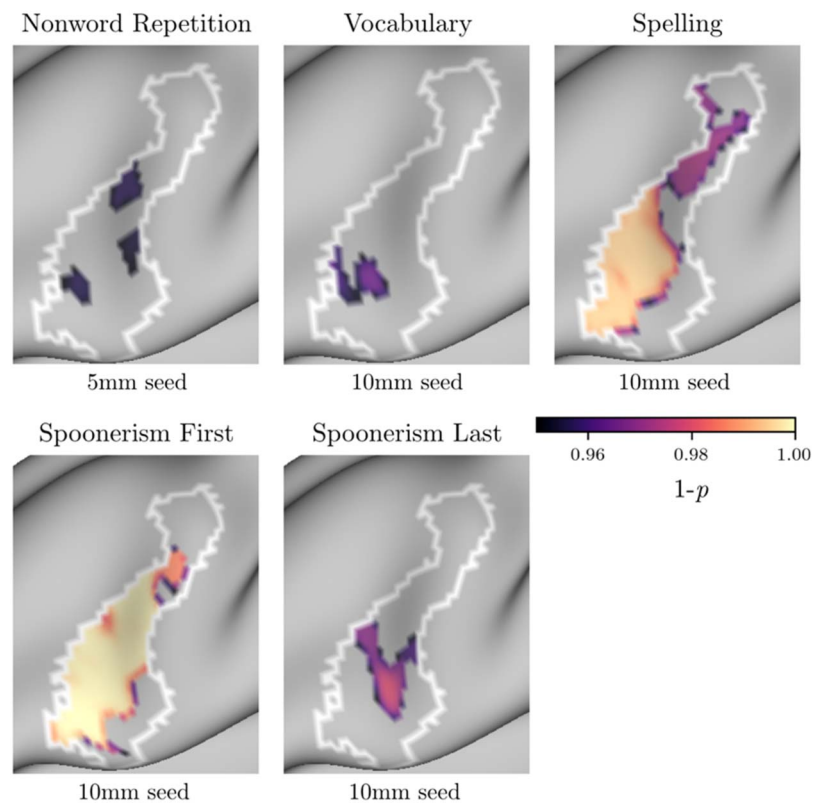 Nonword Repetition
Vocabulary
Spelling
5mm seed
10mm seed
10mm seed
Spoonerism First
Spoonerism Last
0.96 0.98 1.00
1-p
10mm seed
10mm seed